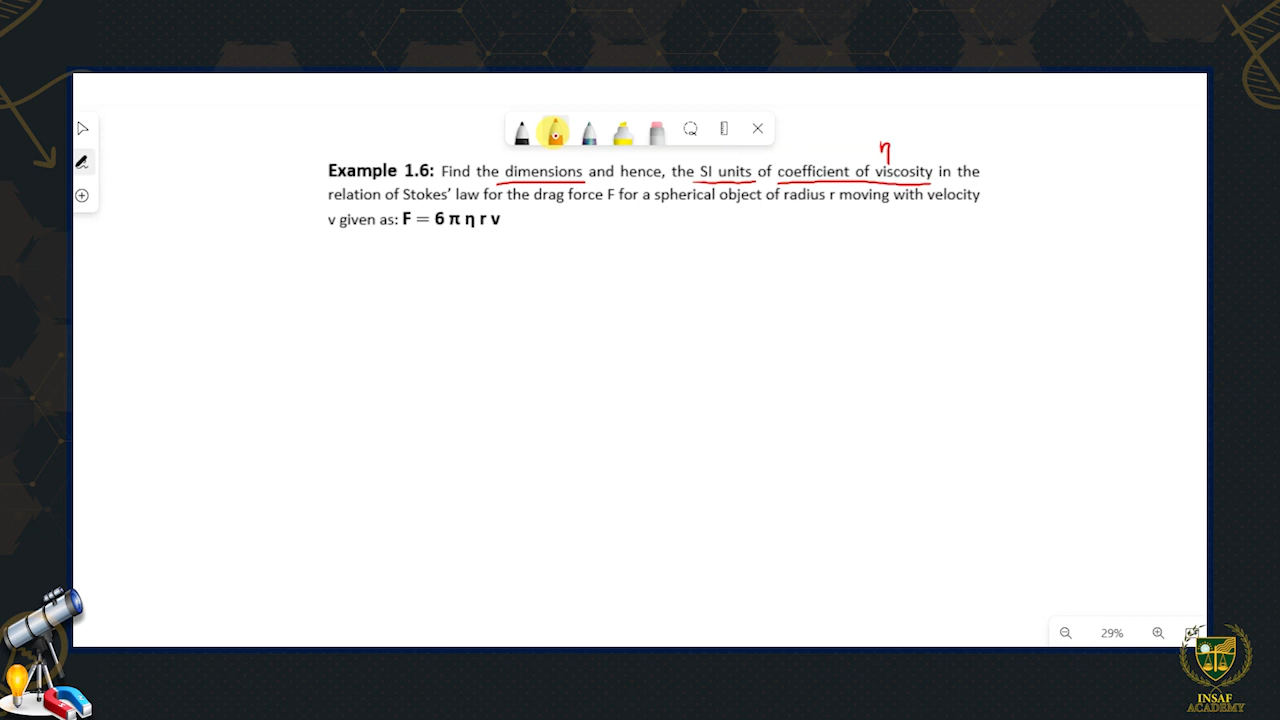 η
Example 1.6: Find the dimensions and hence, the SI units of coefficient of viscosity in the
relation of Stokes’ law for the drag force F for a spherical object of radius r moving with velocity
v given as: F = 6 π η r v
29%
INSAF
ACADEMY